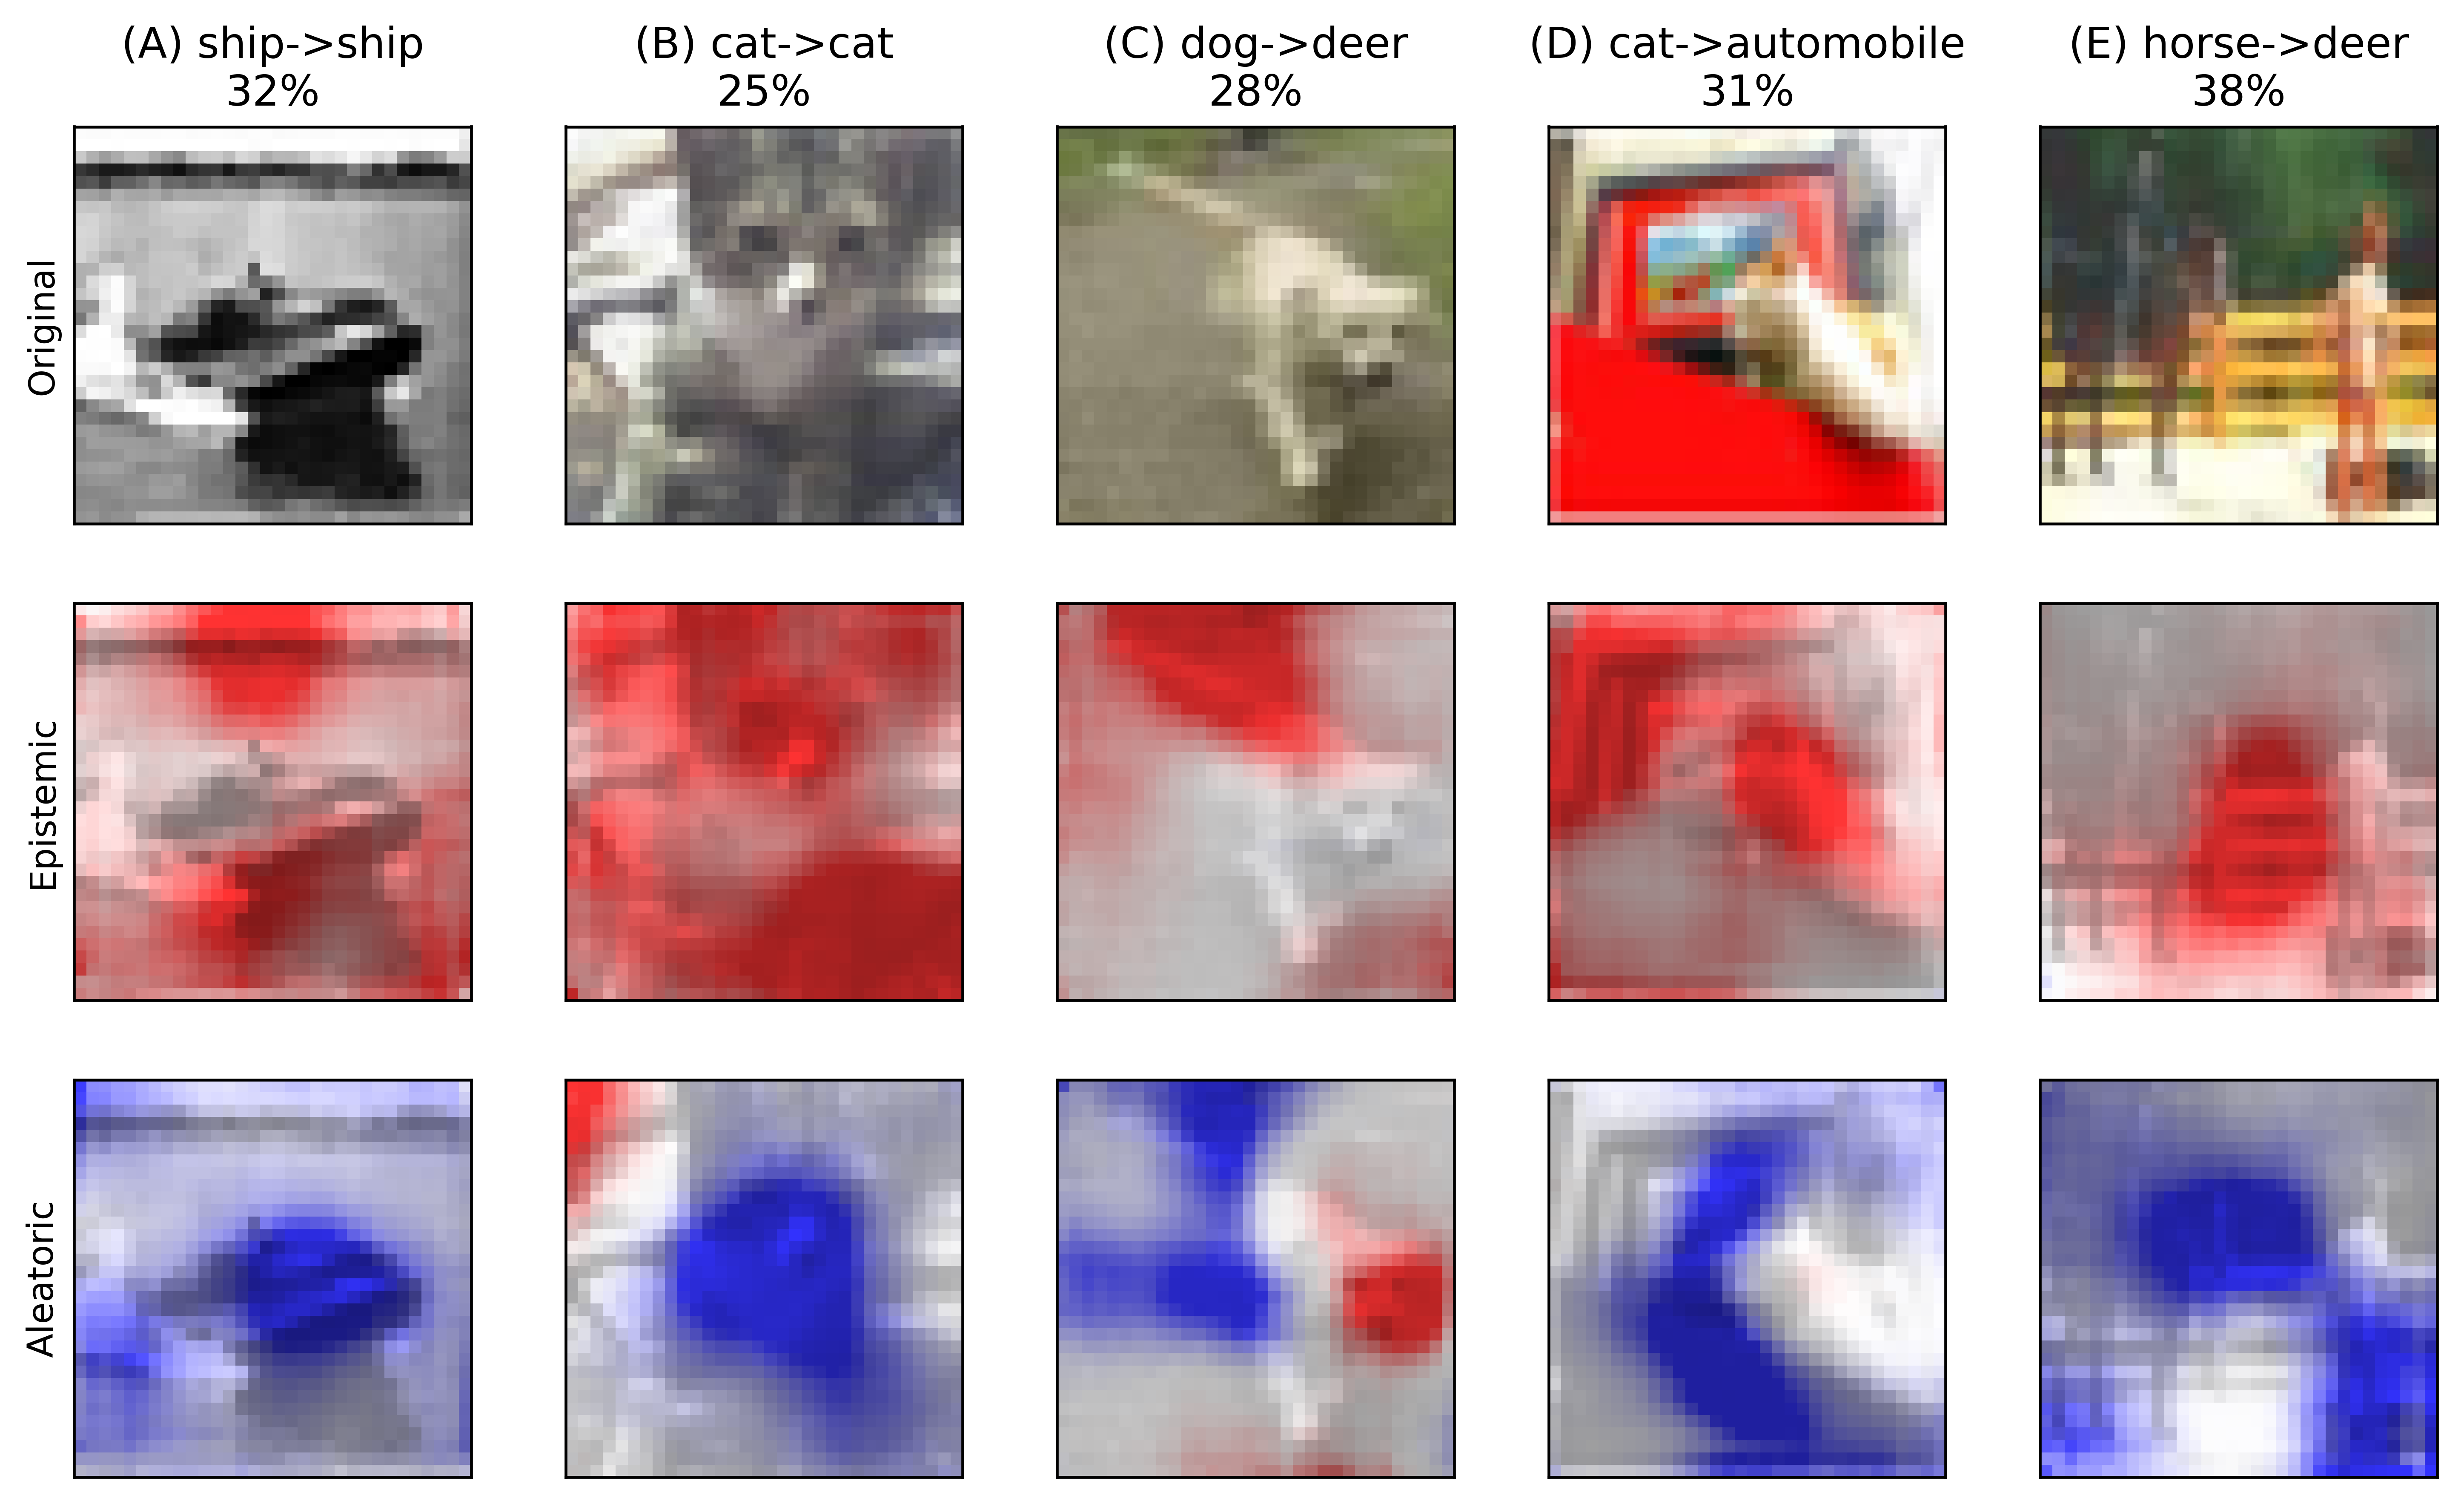 (A) ship->ship
32%
(B) cat->cat
25%
(C) dog->deer
28%
(D) cat->automobile
31%
(E) horse->deer
38%
Original
Epistemic
Aleatoric